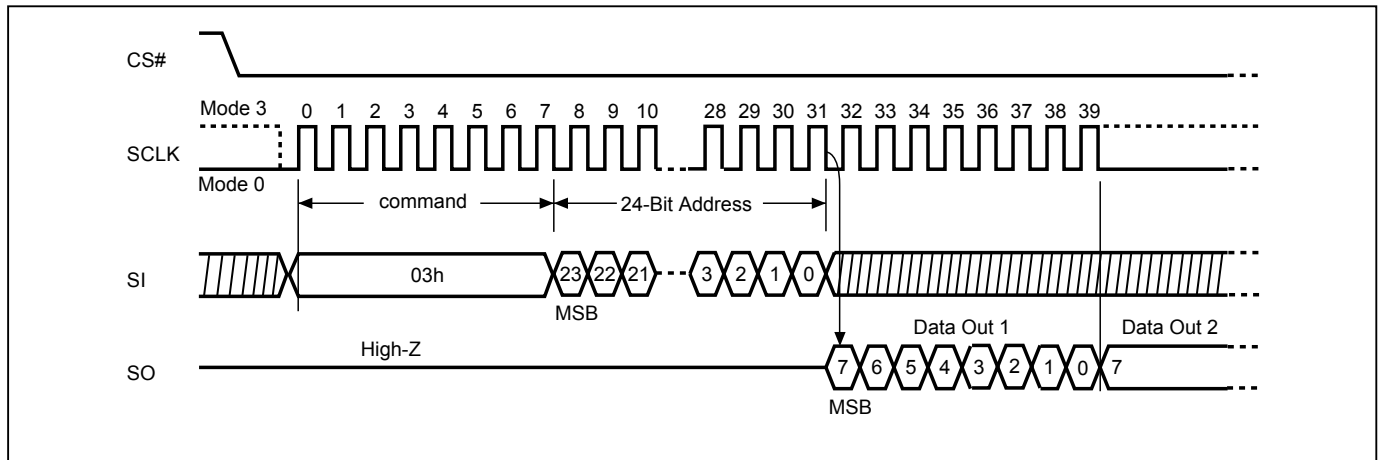 CS#
Mode 3
0 1 2 3 4 5 6 7 8 9 10 28 29 30 31 32 33 34 35 36 37 38 39
SCLK
Mode 0
command
24-Bit Address
SI
03h
23 22 21 3 2 1 0
MSB
Data Out 1
Data Out 2
High-Z
SO
7 6 5 4 3 2 1 0 7
MSB